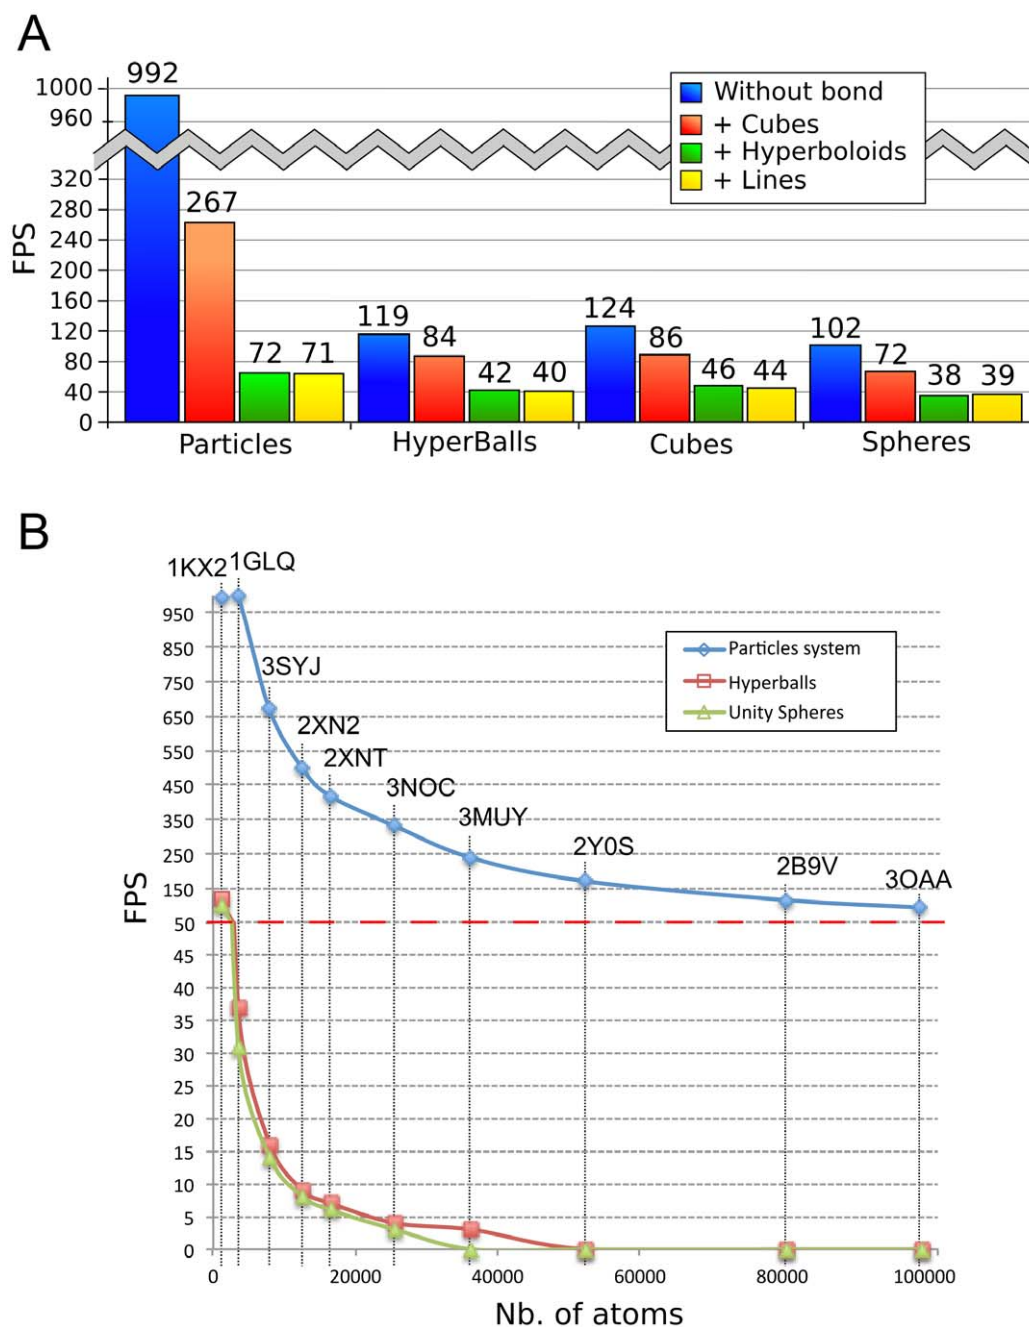 A
992
1000
960
320
280
240
200
160
120
80
40
0
FPS
267
72
71
119
84
42
40
124
86
46
44
102
72
38
39
Without bond
+ Cubes
+ Hyperboloids
+ Lines
Particles
HyperBalls
Cubes
Spheres
B
1KX2
1GLQ
3SYJ
2XN2
2XNT
3NOC
3MUY
2Y0S
2B9V
3OAA
Particles system
Hyperballs
Unity Spheres
950
850
750
650
550
450
350
250
150
50
45
40
35
30
25
20
15
10
5
0
FPS
0
20000
40000
60000
80000
100000
Nb. of atoms